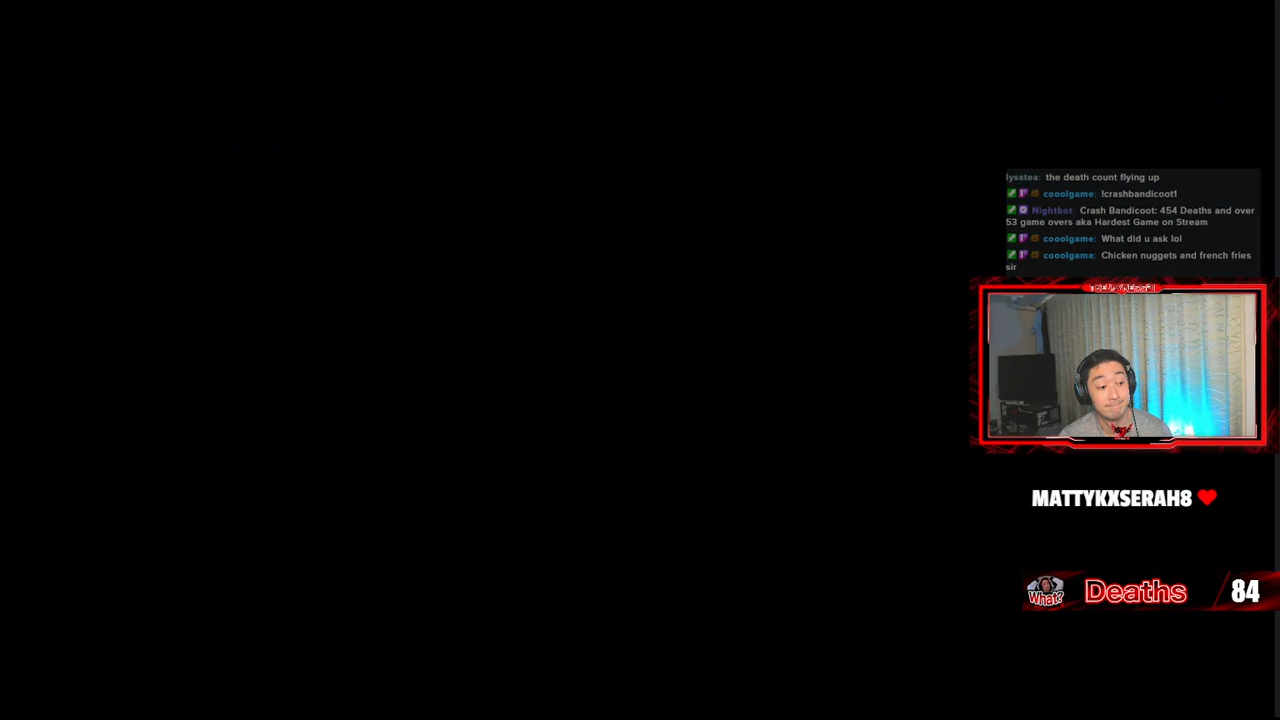 lysstea: the death count flying up
cooolgame: !crashbandicoot1
Nightbot: Crash Bandicoot: 454 Deaths and over
53 game overs aka Hardest Game on Stream
cooolgame: What did u ask lol
cooolgame: Chicken nuggets and french fries
sir
MATTYKXSERAH8
What?
Deaths
84